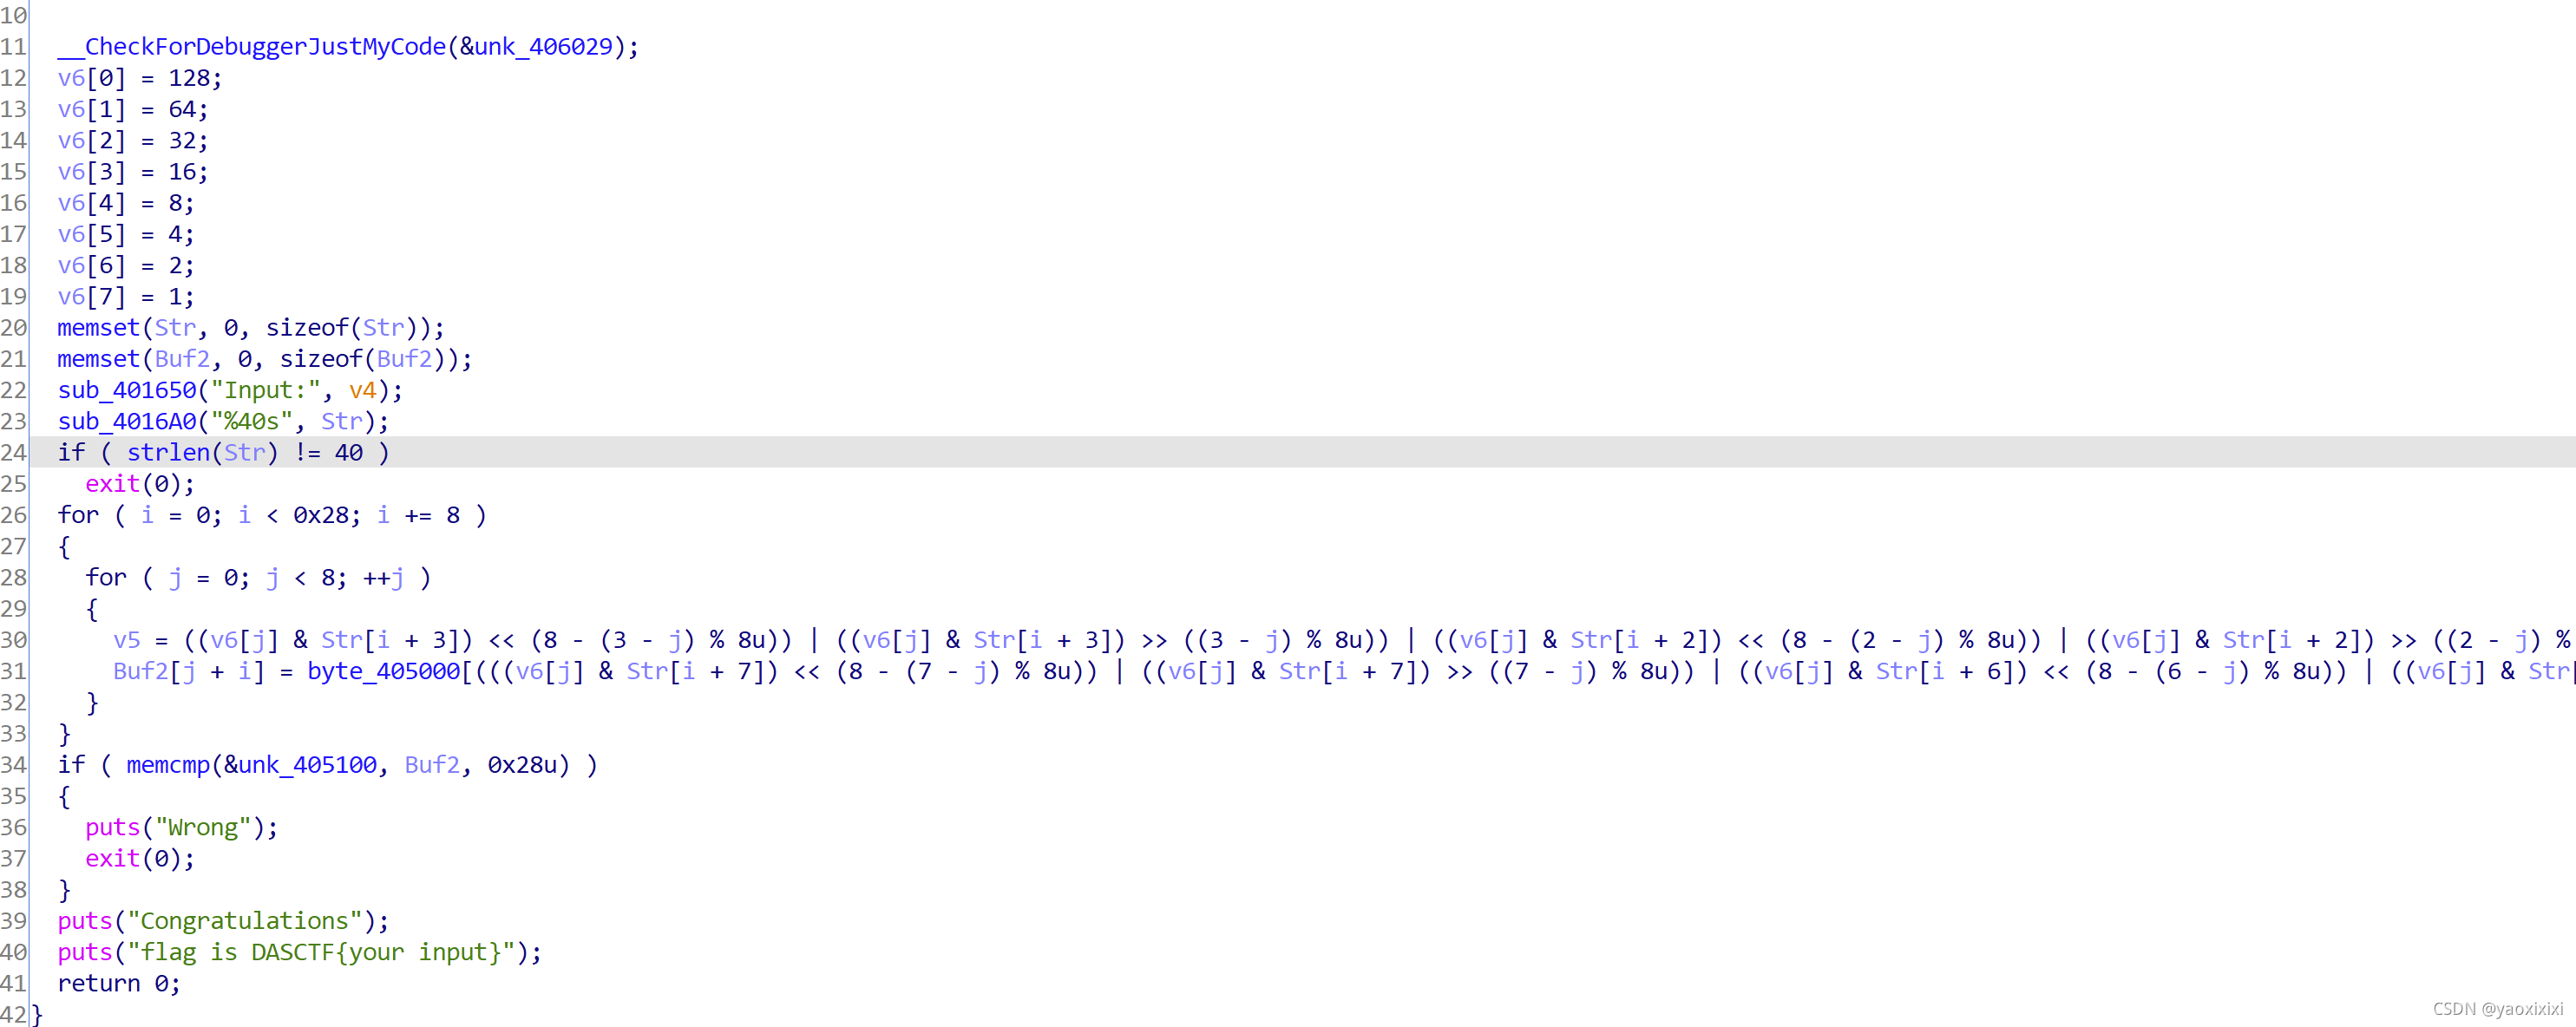 10
11 __CheckForDebuggerJustMyCode(&unk_406029);
12 v6[0] = 128;
13 v6[1] = 64;
14 v6[2] = 32;
15 v6[3] = 16;
16 v6[4] = 8;
17 v6[5] = 4;
18 v6[6] = 2;
19 v6[7] = 1;
20 memset(Str, 0, sizeof(Str));
21 memset(Buf2, 0, sizeof(Buf2));
22 sub_401650("Input:", v4);
23 sub_4016A0("%40s", Str);
24 if ( strlen(Str) != 40 )
25 exit(0);
26 for ( i = 0; i < 0x28; i += 8 )
27 {
28 for ( j = 0; j < 8; ++j )
29 {
30 v5 = ((v6[j] & Str[i + 3]) << (8 - (3 - j) % 8u)) | ((v6[j] & Str[i + 3]) >> ((3 - j) % 8u)) | ((v6[j] & Str[i + 2]) << (8 - (2 - j) % 8u)) | ((v6[j] & Str[i + 2]) >> ((2 - j) %
31 Buf2[j + i] = byte_405000[(((v6[j] & Str[i + 7]) << (8 - (7 - j) % 8u)) | ((v6[j] & Str[i + 7]) >> ((7 - j) % 8u)) | ((v6[j] & Str[i + 6]) << (8 - (6 - j) % 8u)) | ((v6[j] & Str[
32 }
33 }
34 if ( memcmp(&unk_405100, Buf2, 0x28u) )
35 {
36 puts("Wrong");
37 exit(0);
38 }
39 puts("Congratulations");
40 puts("flag is DASCTF{your input}");
41 return 0;
42 }
CSDN @yaoxixixi